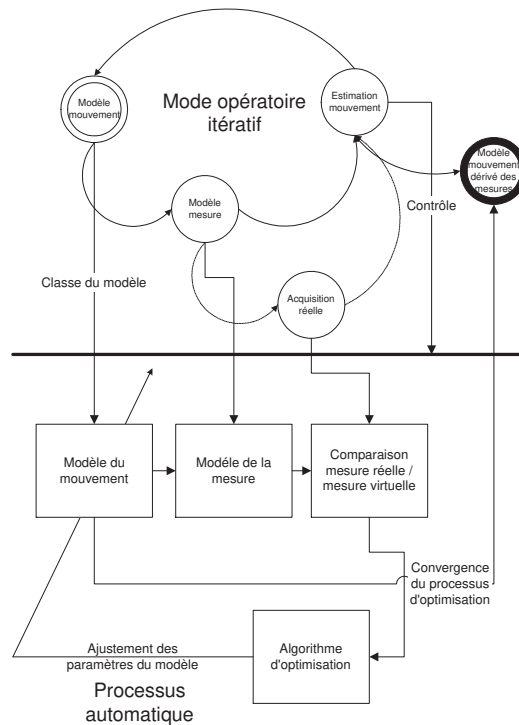 Modèle
mouvement
Mode opératoire
itératif
Estimation
mouvement
Modèle
mouvement
dérivé des
mesures
Modèle
mesure
Contrôle
Classe du modèle
Acquisition
réelle
Modèle du
mouvement
Modéle de la
mesure
Comparaison
mesure réelle /
mesure virtuelle
Convergence
du processus
d'optimisation
Ajustement des
paramètres du modèle
Algorithme
d'optimisation
Processus
automatique